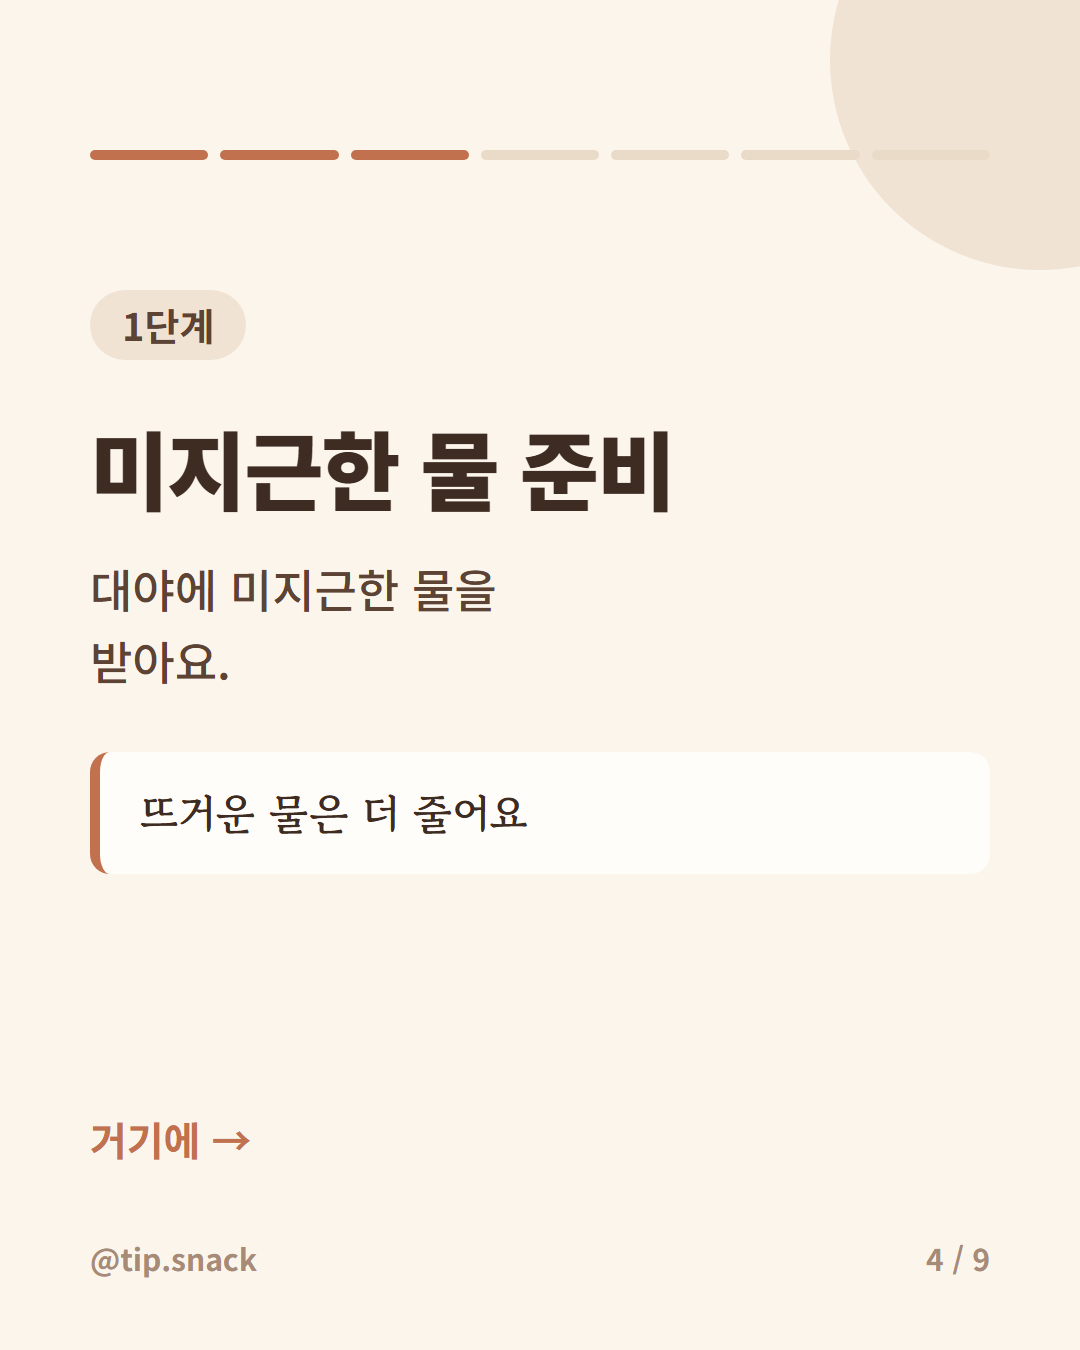 1단계
미지근한 물 준비
대야에 미지근한 물을
받아요.
뜨거운 물은 더 줄어요
거기에 →
@tip.snack
4 / 9